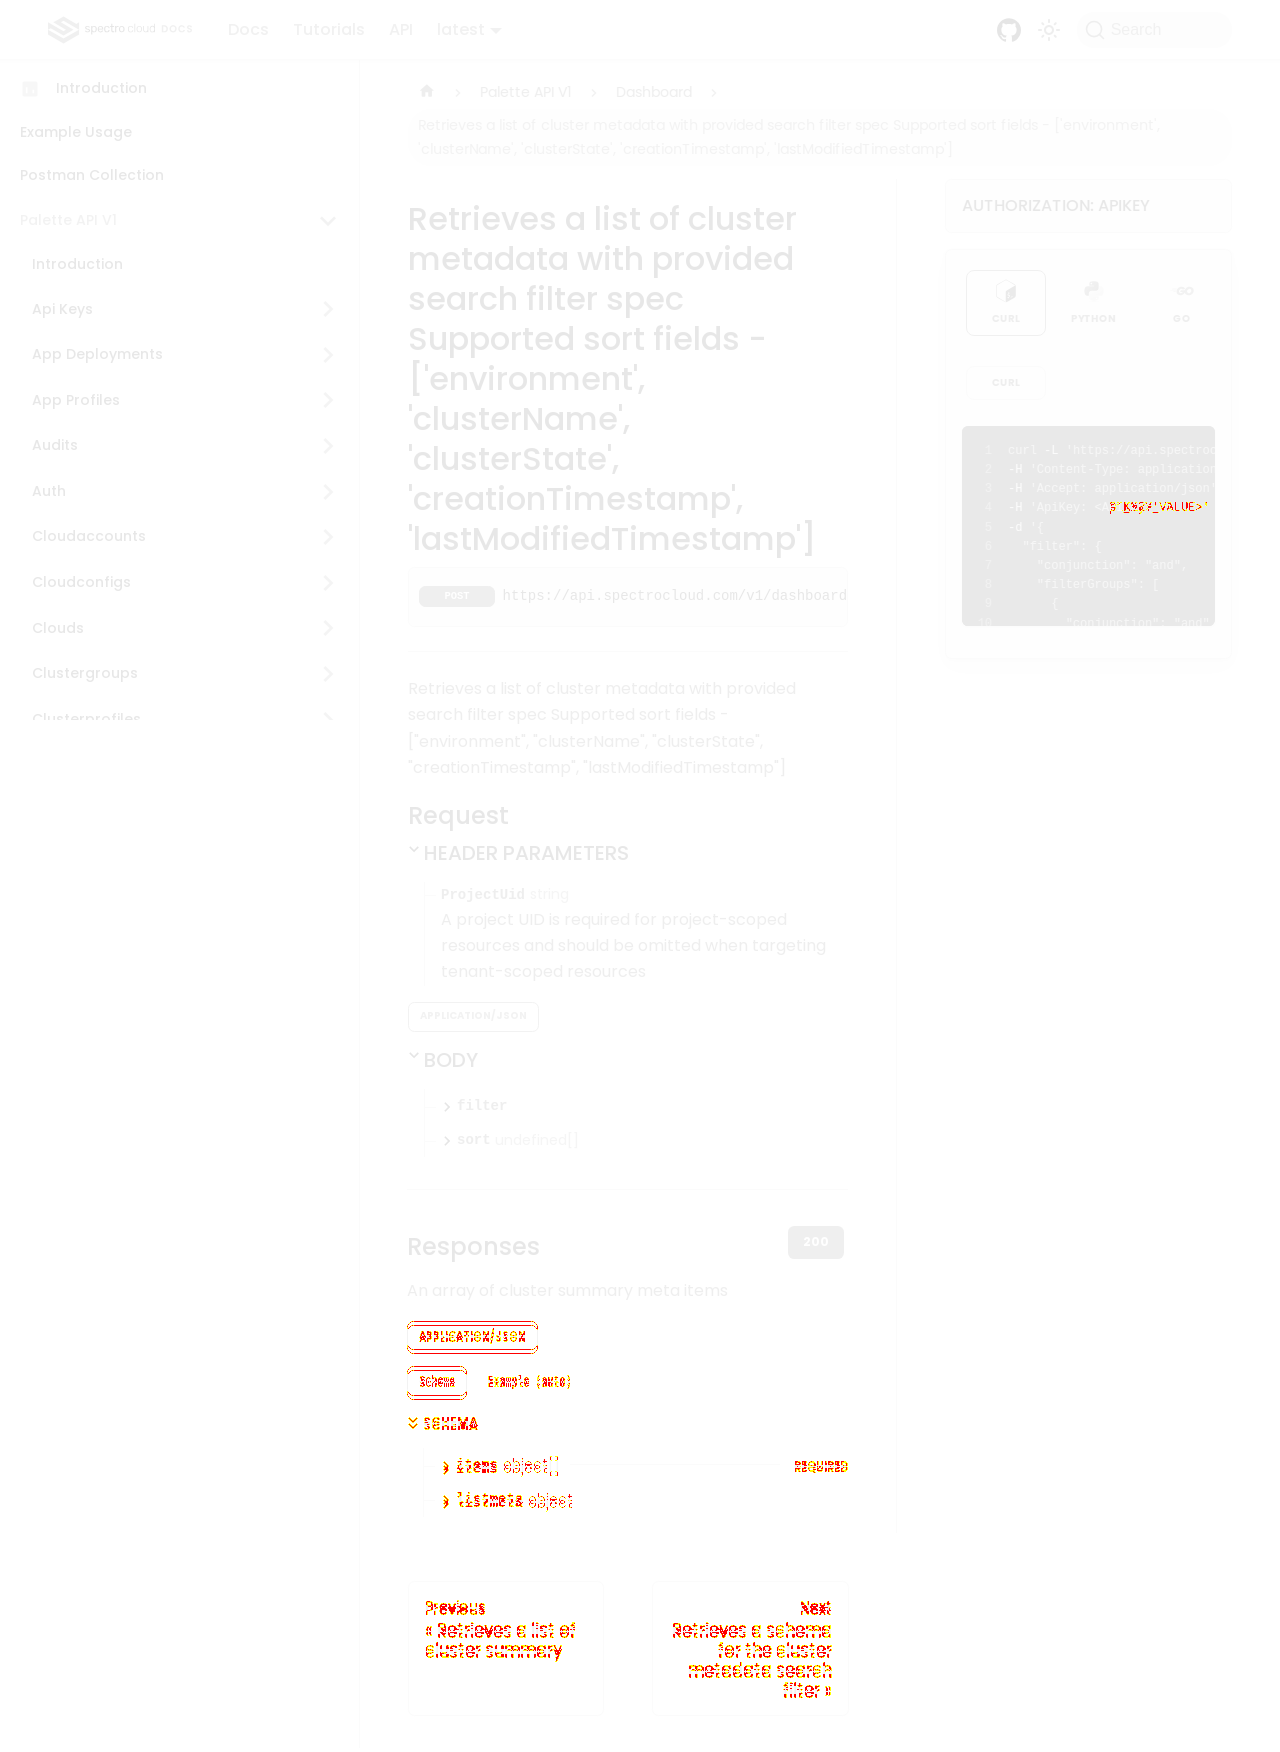 spectro cloud DOCS Docs Tutorials API latest Search
Introduction
Example Usage
Postman Collection
Palette API V1
Introduction
Api Keys
App Deployments
App Profiles
Audits
Auth
Cloudaccounts
Cloudconfigs
Clouds
Clustergroups
Clusterprofiles
Palette API V1 Dashboard
Retrieves a list of cluster metadata with provided search filter spec Supported sort fields - ['environment',
'clusterName', 'clusterState', 'creationTimestamp', 'lastModifiedTimestamp']
Retrieves a list of cluster
metadata with provided
search filter spec
Supported sort fields -
['environment',
'clusterName',
'clusterState',
'creationTimestamp',
'lastModifiedTimestamp']
POST https://api.spectrocloud.com/v1/dashboard
Retrieves a list of cluster metadata with provided
search filter spec Supported sort fields -
["environment", "clusterName", "clusterState",
"creationTimestamp", "lastModifiedTimestamp"]
Request
HEADER PARAMETERS
ProjectUid string
A project UID is required for project-scoped
resources and should be omitted when targeting
tenant-scoped resources
APPLICATION/JSON
BODY
filter
sort undefined[]
Responses
200
An array of cluster summary meta items
APPLICATION/JSON
Schema Example (auto)
SCHEMA
items object[] REQUIRED
listmeta object
Previous
« Retrieves a list of
cluster summary
Next
Retrieves a schema
for the cluster
metadata search
filter »
AUTHORIZATION: APIKEY
CURL PYTHON GO
CURL
1 curl -L 'https://api.spectroc
2 -H 'Content-Type: application
3 -H 'Accept: application/json'
4 -H 'ApiKey: <A
5 -d '{
6 "filter": {
7 "conjunction": "and",
8 "filterGroups": [
9 {
10 "conjunction": "and"